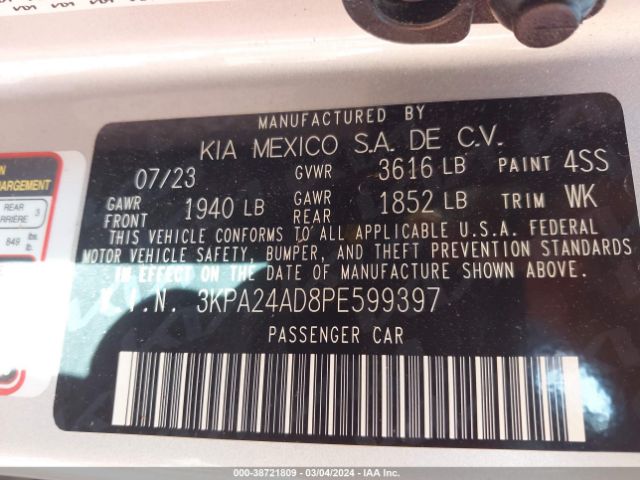 MANUFACTURED BY
KIA MEXICO S.A. DE C.V.
07/23 GVWR 3616 LB PAINT 4SS
GAWR FRONT 1940 LB GAWR REAR 1852 LB TRIM WK
THIS VEHICLE CONFORMS TO ALL APPLICABLE U.S.A. FEDERAL
MOTOR VEHICLE SAFETY, BUMPER, AND THEFT PREVENTION STANDARDS
IN EFFECT ON THE DATE OF MANUFACTURE SHOWN ABOVE.
V.I.N. 3KPA24AD8PE599397
PASSENGER CAR
REAR 3
849 lbs.
000-38721809 - 03/04/2024 - IAA Inc.